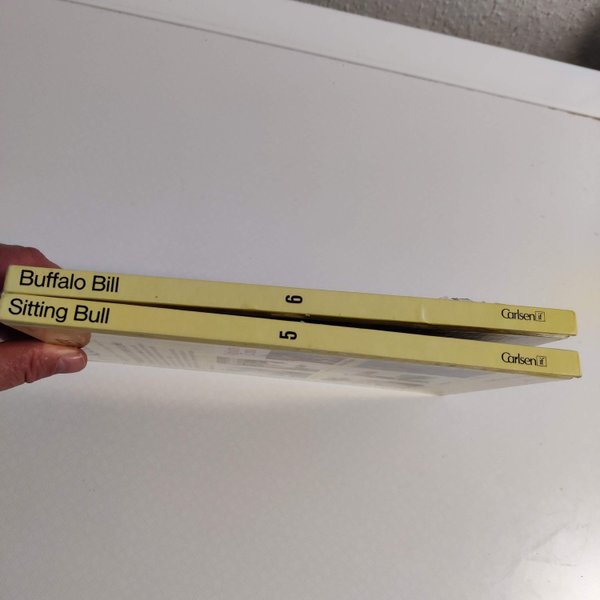 Buffalo Bill 6 Carlsen
Sitting Bull 5 Carlsen